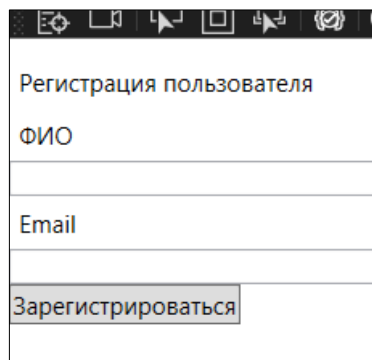 Регистрация пользователя
ФИО
Email
Зарегистрироваться